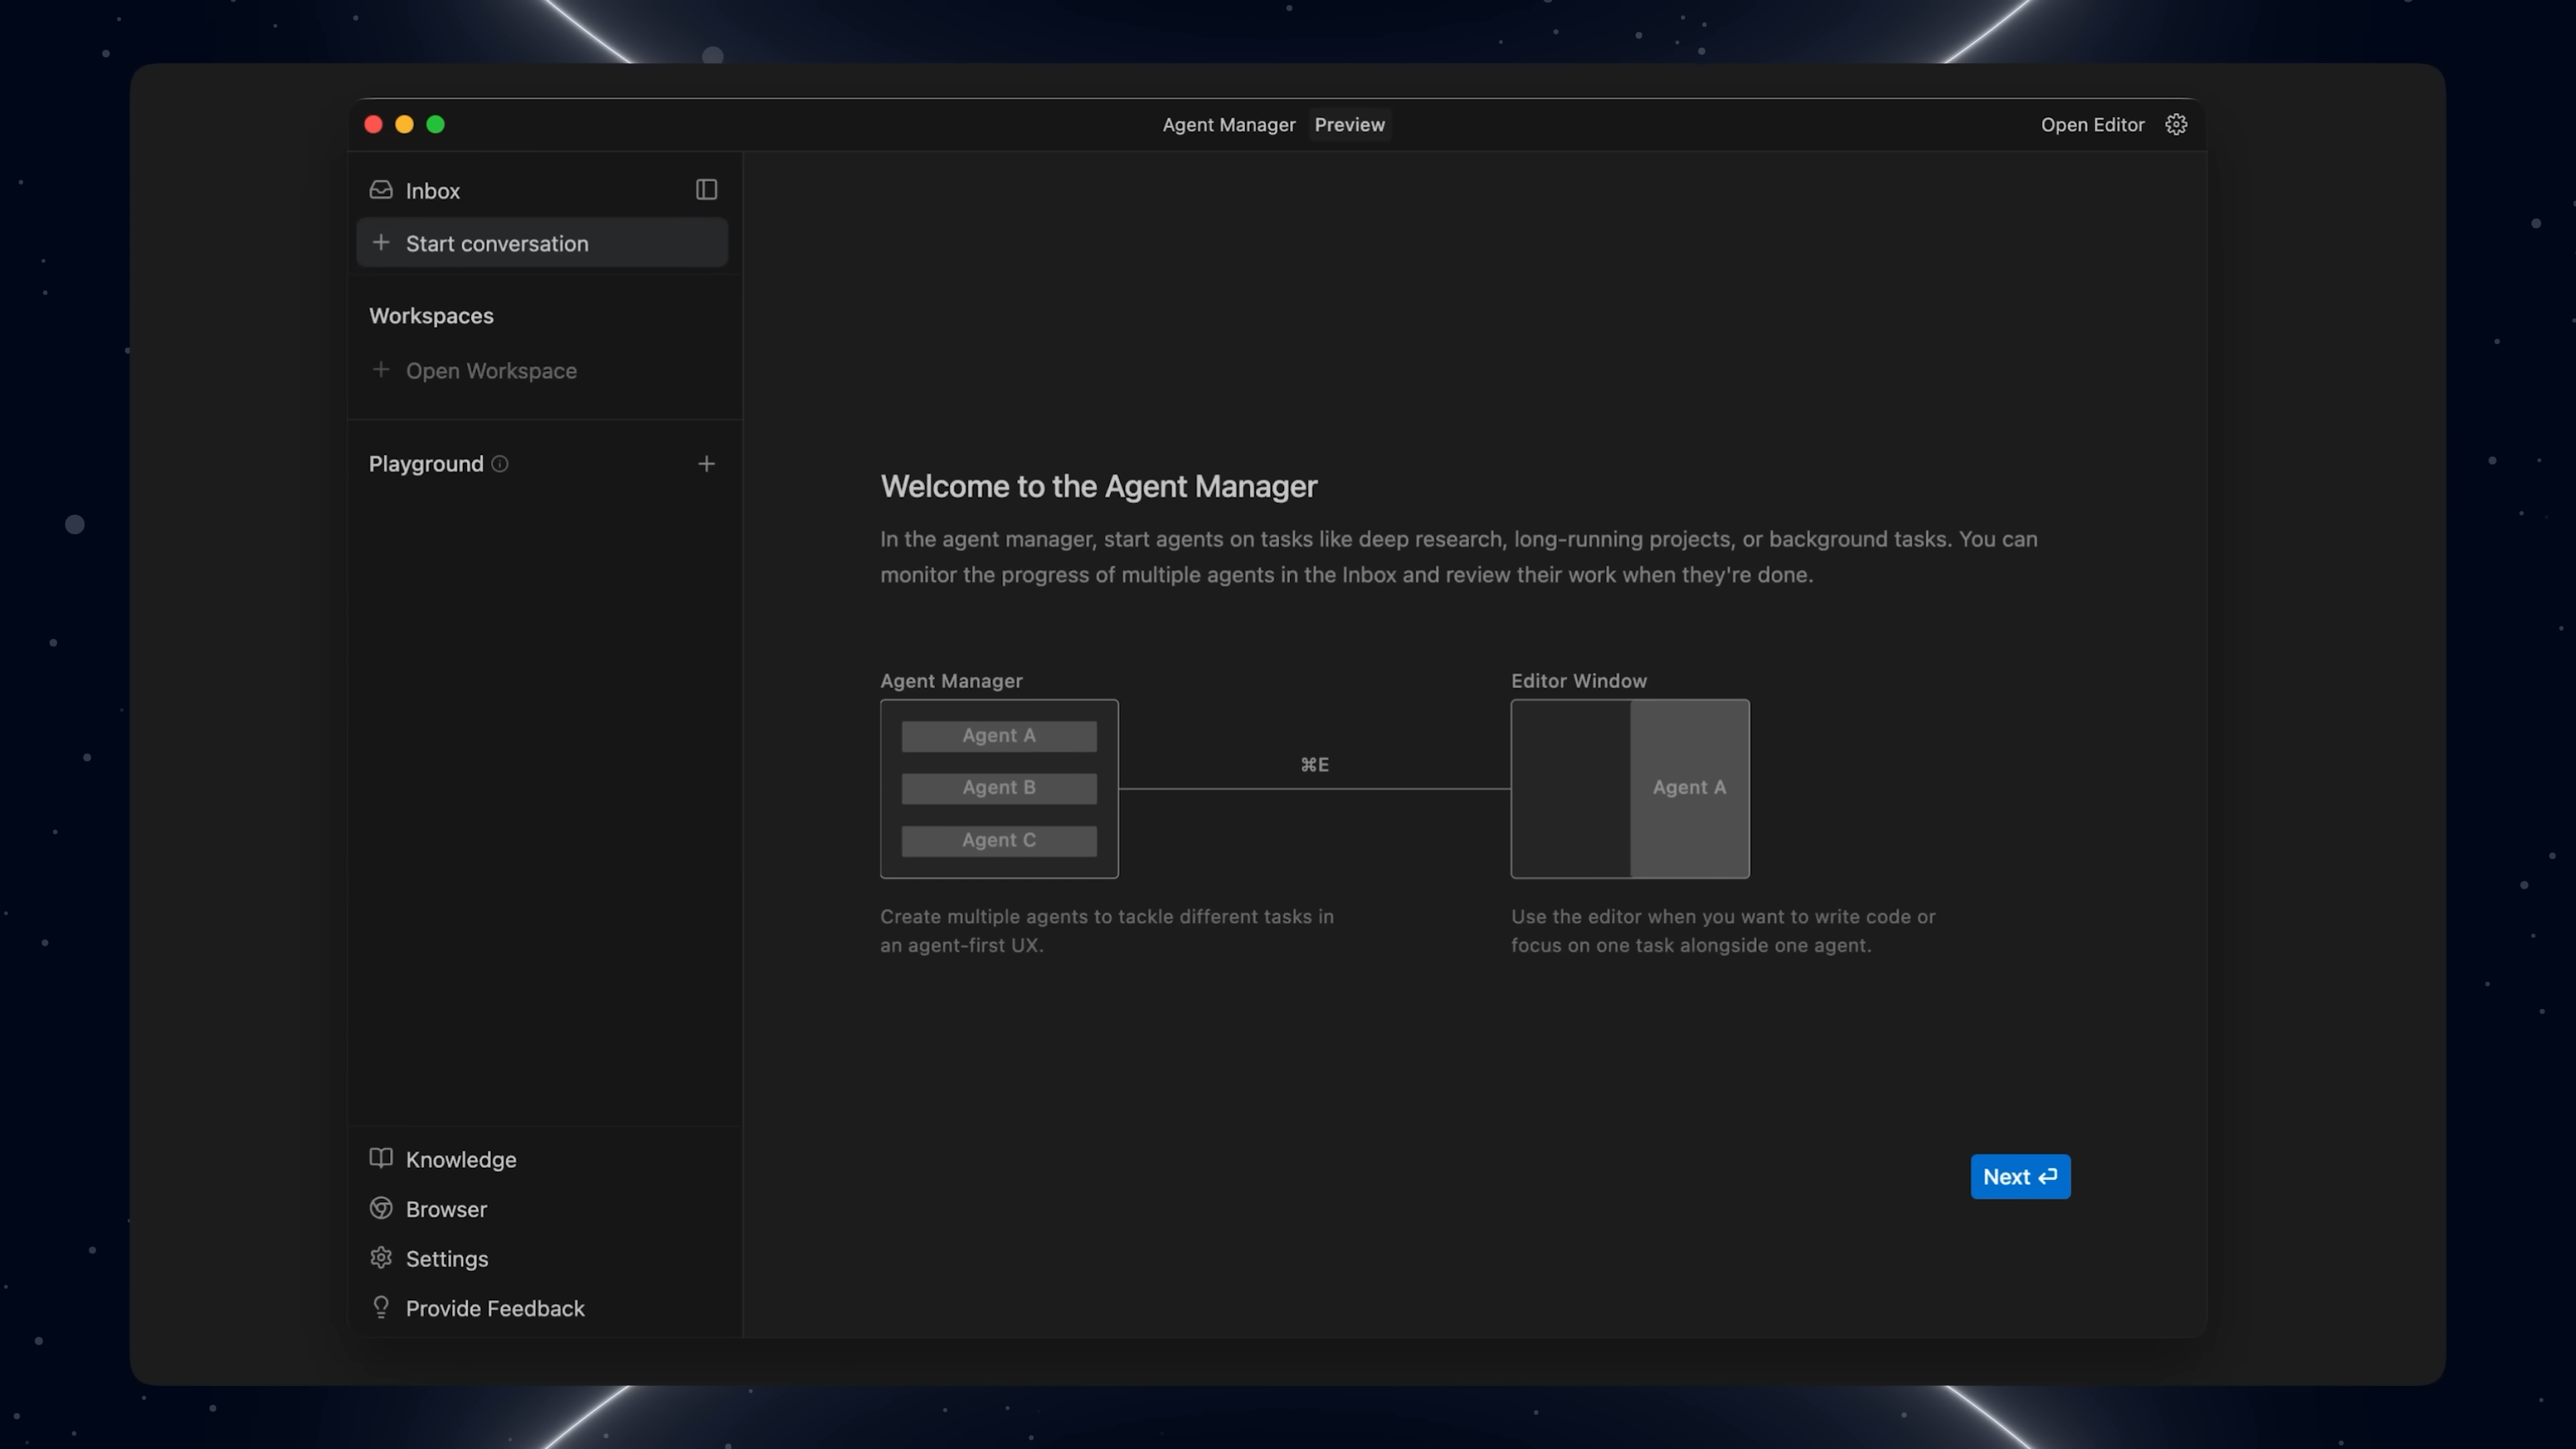 Agent Manager Preview
Open Editor
Inbox
Start conversation
Workspaces
Open Workspace
Playground
Knowledge
Browser
Settings
Provide Feedback
Welcome to the Agent Manager
In the agent manager, start agents on tasks like deep research, long-running projects, or background tasks. You can
monitor the progress of multiple agents in the Inbox and review their work when they're done.
Agent Manager
Agent A
Agent B
Agent C
⌘E
Editor Window
Agent A
Create multiple agents to tackle different tasks in
an agent-first UX.
Use the editor when you want to write code or
focus on one task alongside one agent.
Next